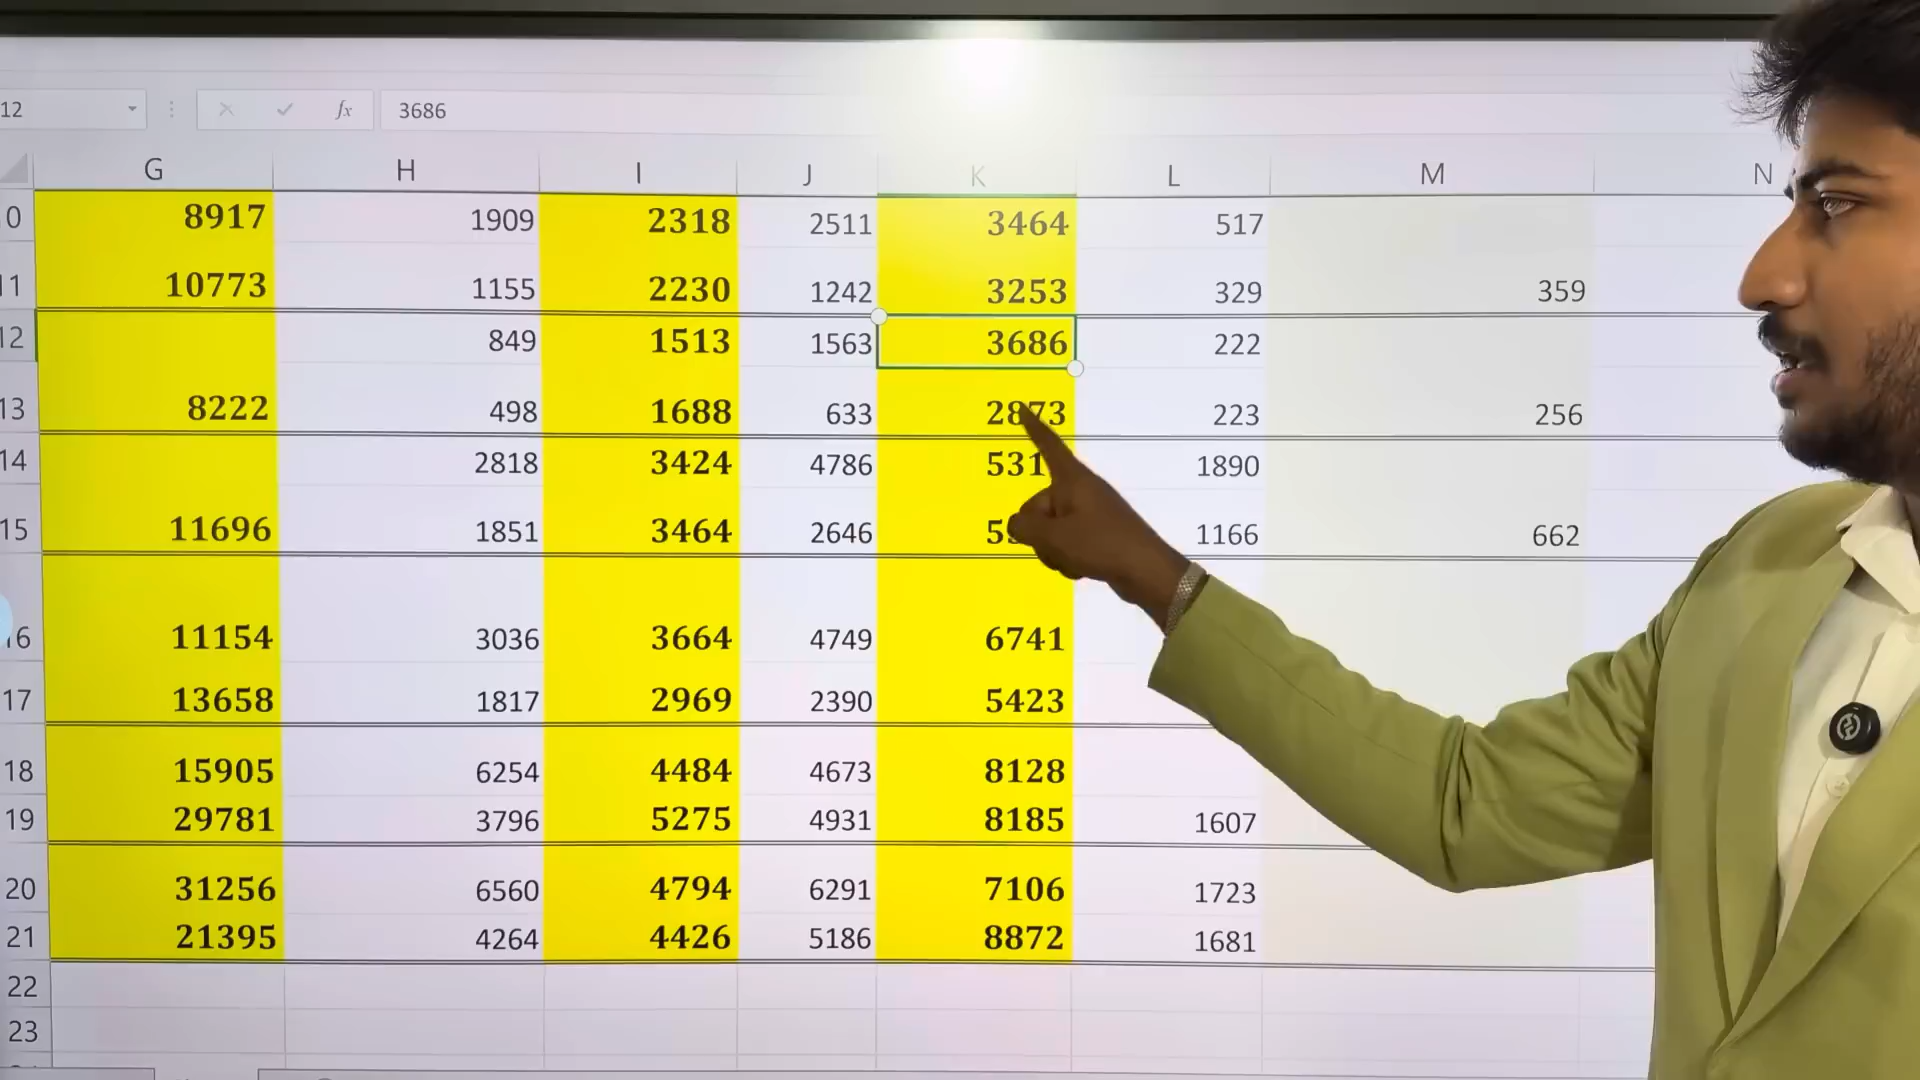 12 fx 3686
G H I J K L M N
0 8917 1909 2318 2511 3464 517
11 10773 1155 2230 1242 3253 329 359
12 849 1513 1563 3686 222
13 8222 498 1688 633 2873 223 256
14 2818 3424 4786 531 1890
15 11696 1851 3464 2646 1166 662
16 11154 3036 3664 4749 6741
17 13658 1817 2969 2390 5423
18 15905 6254 4484 4673 8128
19 29781 3796 5275 4931 8185 1607
20 31256 6560 4794 6291 7106 1723
21 21395 4264 4426 5186 8872 1681
22
23